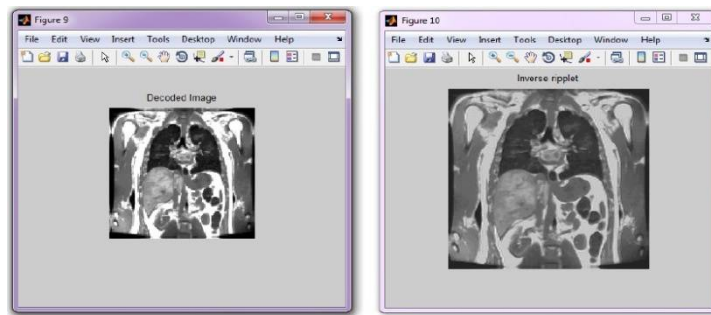 Figure 9
File Edit View Insert Tools Desktop Window Help
Decoded Image
Figure 10
File Edit View Insert Tools Desktop Window Help
Inverse ripplet